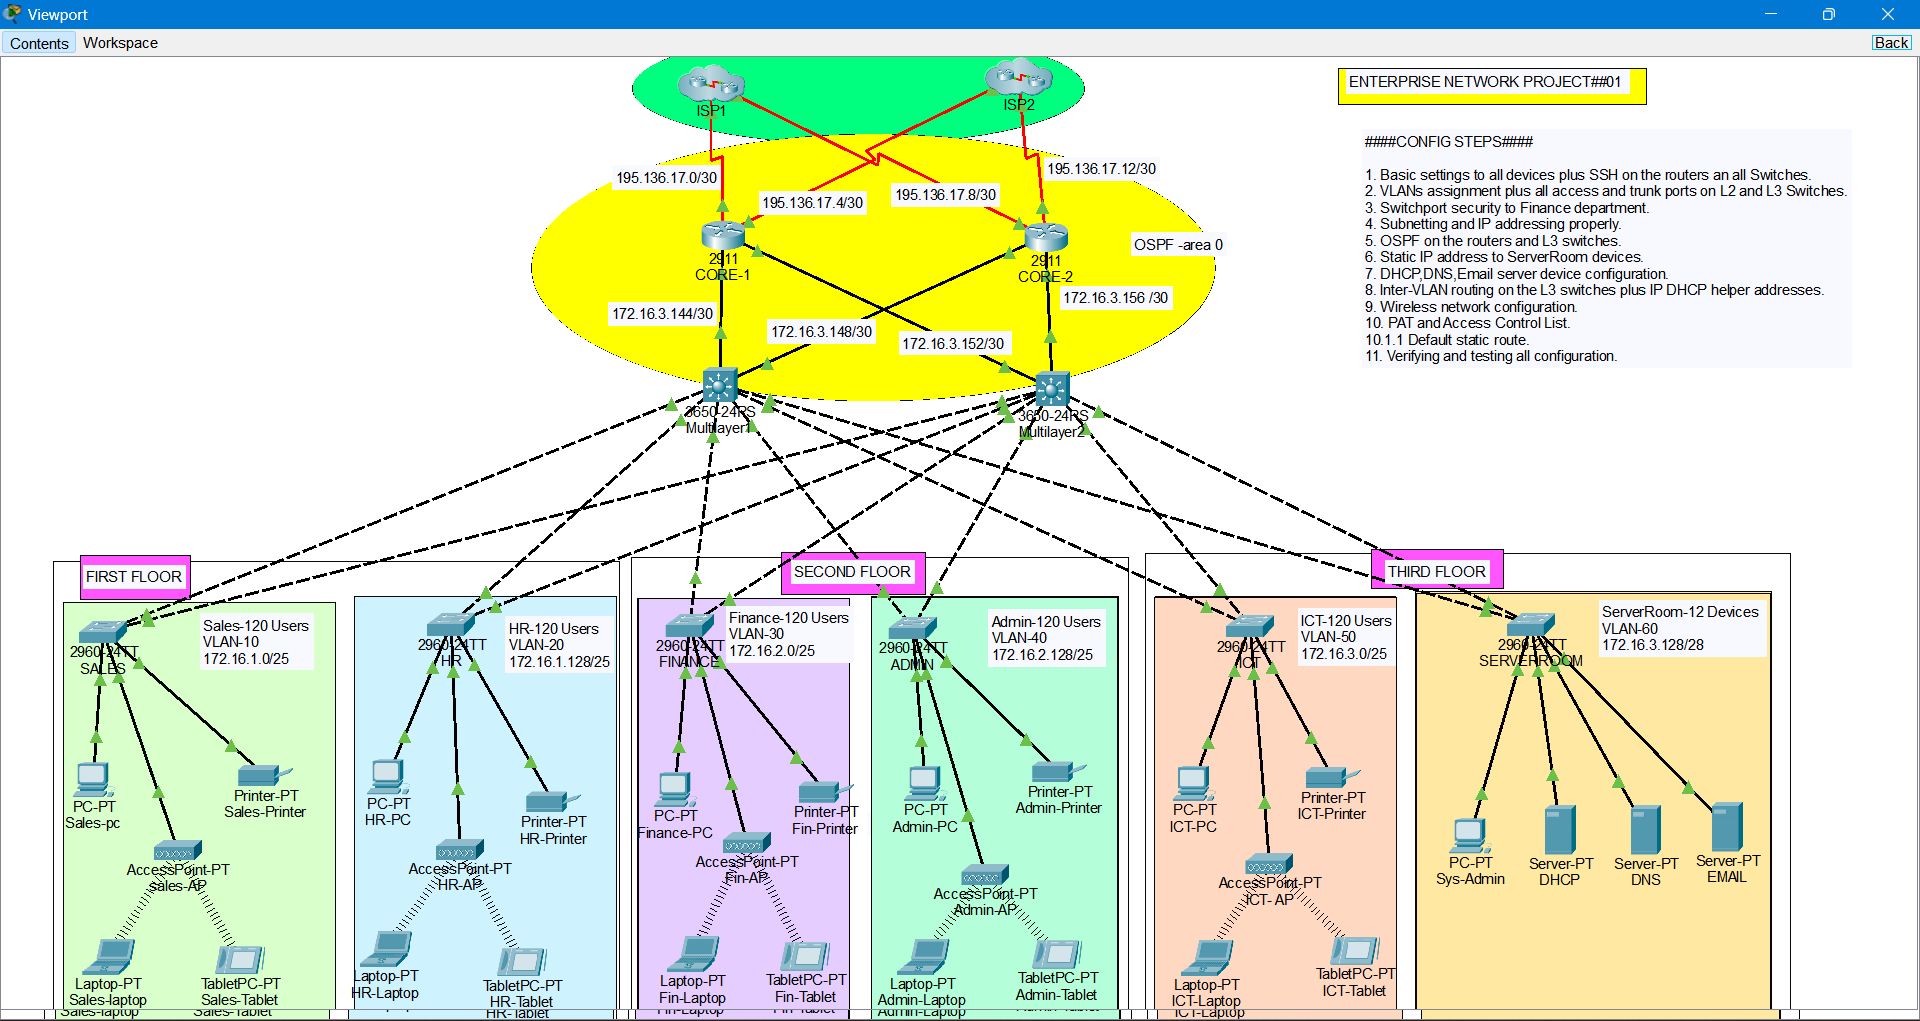 Viewport
Contents
Workspace
Back
ISP1
ISP2
ENTERPRISE NETWORK PROJECT##01
####CONFIG STEPS####
1. Basic settings to all devices plus SSH on the routers an all Switches.
2. VLANs assignment plus all access and trunk ports on L2 and L3 Switches.
3. Switchport security to Finance department.
4. Subnetting and IP addressing properly.
5. OSPF on the routers and L3 switches.
6. Static IP address to ServerRoom devices.
7. DHCP,DNS,Email server device configuration.
8. Inter-VLAN routing on the L3 switches plus IP DHCP helper addresses.
9. Wireless network configuration.
10. PAT and Access Control List.
10.1.1 Default static route.
11. Verifying and testing all configuration.
195.136.17.0/30
195.136.17.4/30
195.136.17.8/30
195.136.17.12/30
OSPF -area 0
2911
CORE-1
2911
CORE-2
172.16.3.144/30
172.16.3.148/30
172.16.3.152/30
172.16.3.156 /30
3650-24PS
Multilayer1
3650-24PS
Multilayer2
FIRST FLOOR
SECOND FLOOR
THIRD FLOOR
2960-24TT
SALES
Sales-120 Users
VLAN-10
172.16.1.0/25
2960-24TT
HR
HR-120 Users
VLAN-20
172.16.1.128/25
2960-24TT
FINANCE
Finance-120 Users
VLAN-30
172.16.2.0/25
2960-24TT
ADMIN
Admin-120 Users
VLAN-40
172.16.2.128/25
2960-24TT
ICT
ICT-120 Users
VLAN-50
172.16.3.0/25
2960-24TT
SERVERROOM
ServerRoom-12 Devices
VLAN-60
172.16.3.128/28
PC-PT
Sales-pc
Printer-PT
Sales-Printer
AccessPoint-PT
sales-AP
Laptop-PT
Sales-laptop
TabletPC-PT
Sales-Tablet
Sales-laptop
Sales-Tablet
PC-PT
HR-PC
Printer-PT
HR-Printer
AccessPoint-PT
HR-AP
Laptop-PT
HR-Laptop
TabletPC-PT
HR-Tablet
HR-Tablet
PC-PT
Finance-PC
Printer-PT
Fin-Printer
AccessPoint-PT
Fin-AP
Laptop-PT
Fin-Laptop
TabletPC-PT
Fin-Tablet
Fin-Laptop
Fin-Tablet
PC-PT
Admin-PC
Printer-PT
Admin-Printer
AccessPoint-PT
Admin-AP
Laptop-PT
Admin-Laptop
TabletPC-PT
Admin-Tablet
Admin-Laptop
Admin-Tablet
PC-PT
ICT-PC
Printer-PT
ICT-Printer
AccessPoint-PT
ICT- AP
Laptop-PT
ICT-Laptop
TabletPC-PT
ICT-Tablet
ICT-Laptop
PC-PT
Sys-Admin
Server-PT
DHCP
Server-PT
DNS
Server-PT
EMAIL